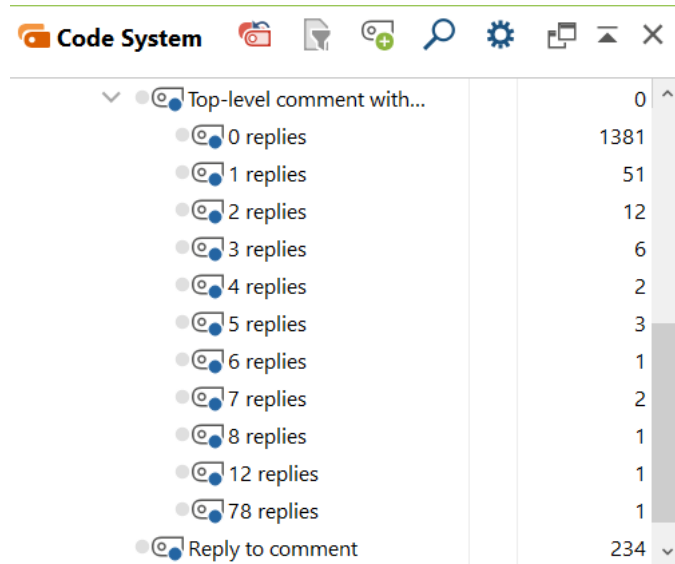 Code System
Top-level comment with... 0
0 replies 1381
1 replies 51
2 replies 12
3 replies 6
4 replies 2
5 replies 3
6 replies 1
7 replies 2
8 replies 1
12 replies 1
78 replies 1
Reply to comment 234